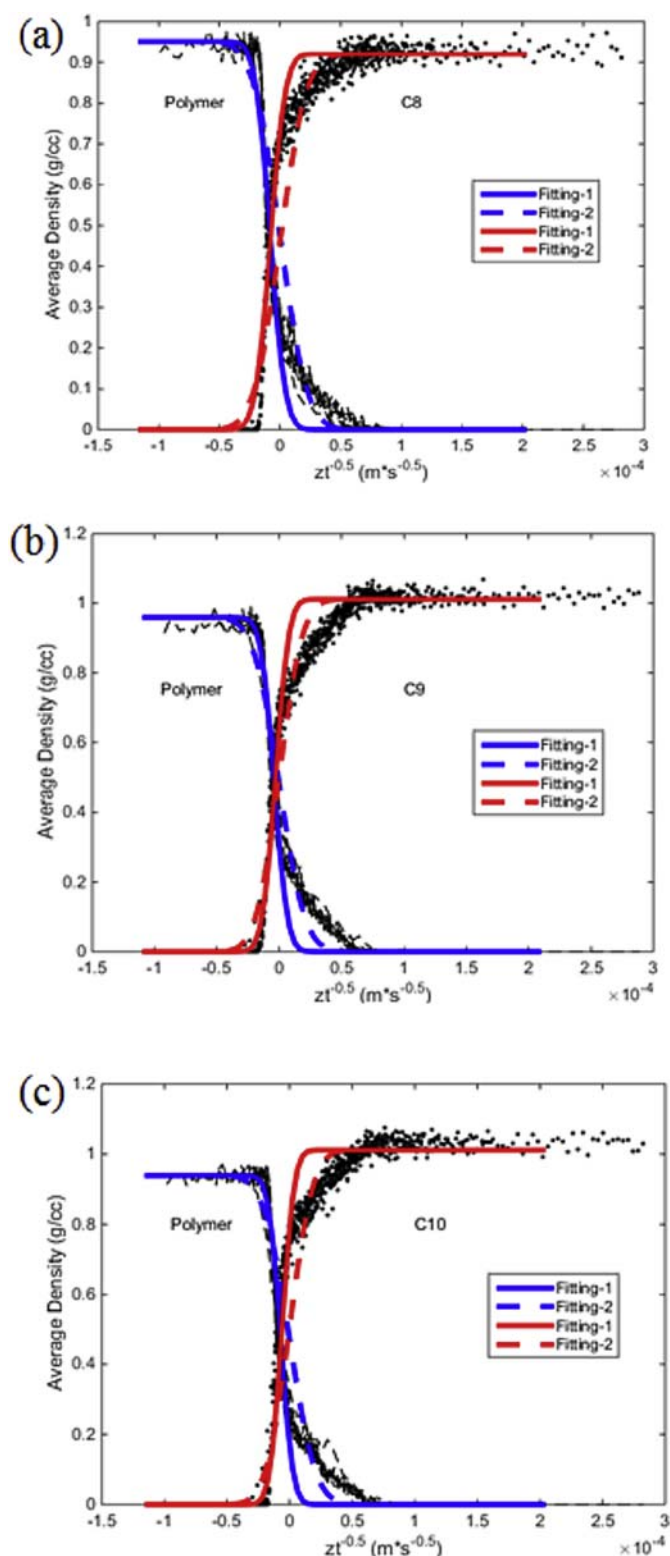 (a)
1
0.9
0.8
0.7
0.6
0.5
0.4
0.3
0.2
0.1
0
Average Density (g/cc)
Polymer
C8
Fitting-1
Fitting-2
Fitting-1
Fitting-2
-1.5 -1 -0.5 0 0.5 1 1.5 2 2.5 3
zt^-0.5 (m*s^-0.5)
×10^-4
(b)
1.2
1
0.8
0.6
0.4
0.2
0
Average Density (g/cc)
Polymer
C9
Fitting-1
Fitting-2
Fitting-1
Fitting-2
-1.5 -1 -0.5 0 0.5 1 1.5 2 2.5 3
zt^-0.5 (m*s^-0.5)
×10^-4
(c)
1.2
1
0.8
0.6
0.4
0.2
0
Average Density (g/cc)
Polymer
C10
Fitting-1
Fitting-2
Fitting-1
Fitting-2
-1.5 -1 -0.5 0 0.5 1 1.5 2 2.5 3
zt^-0.5 (m*s^-0.5)
×10^-4